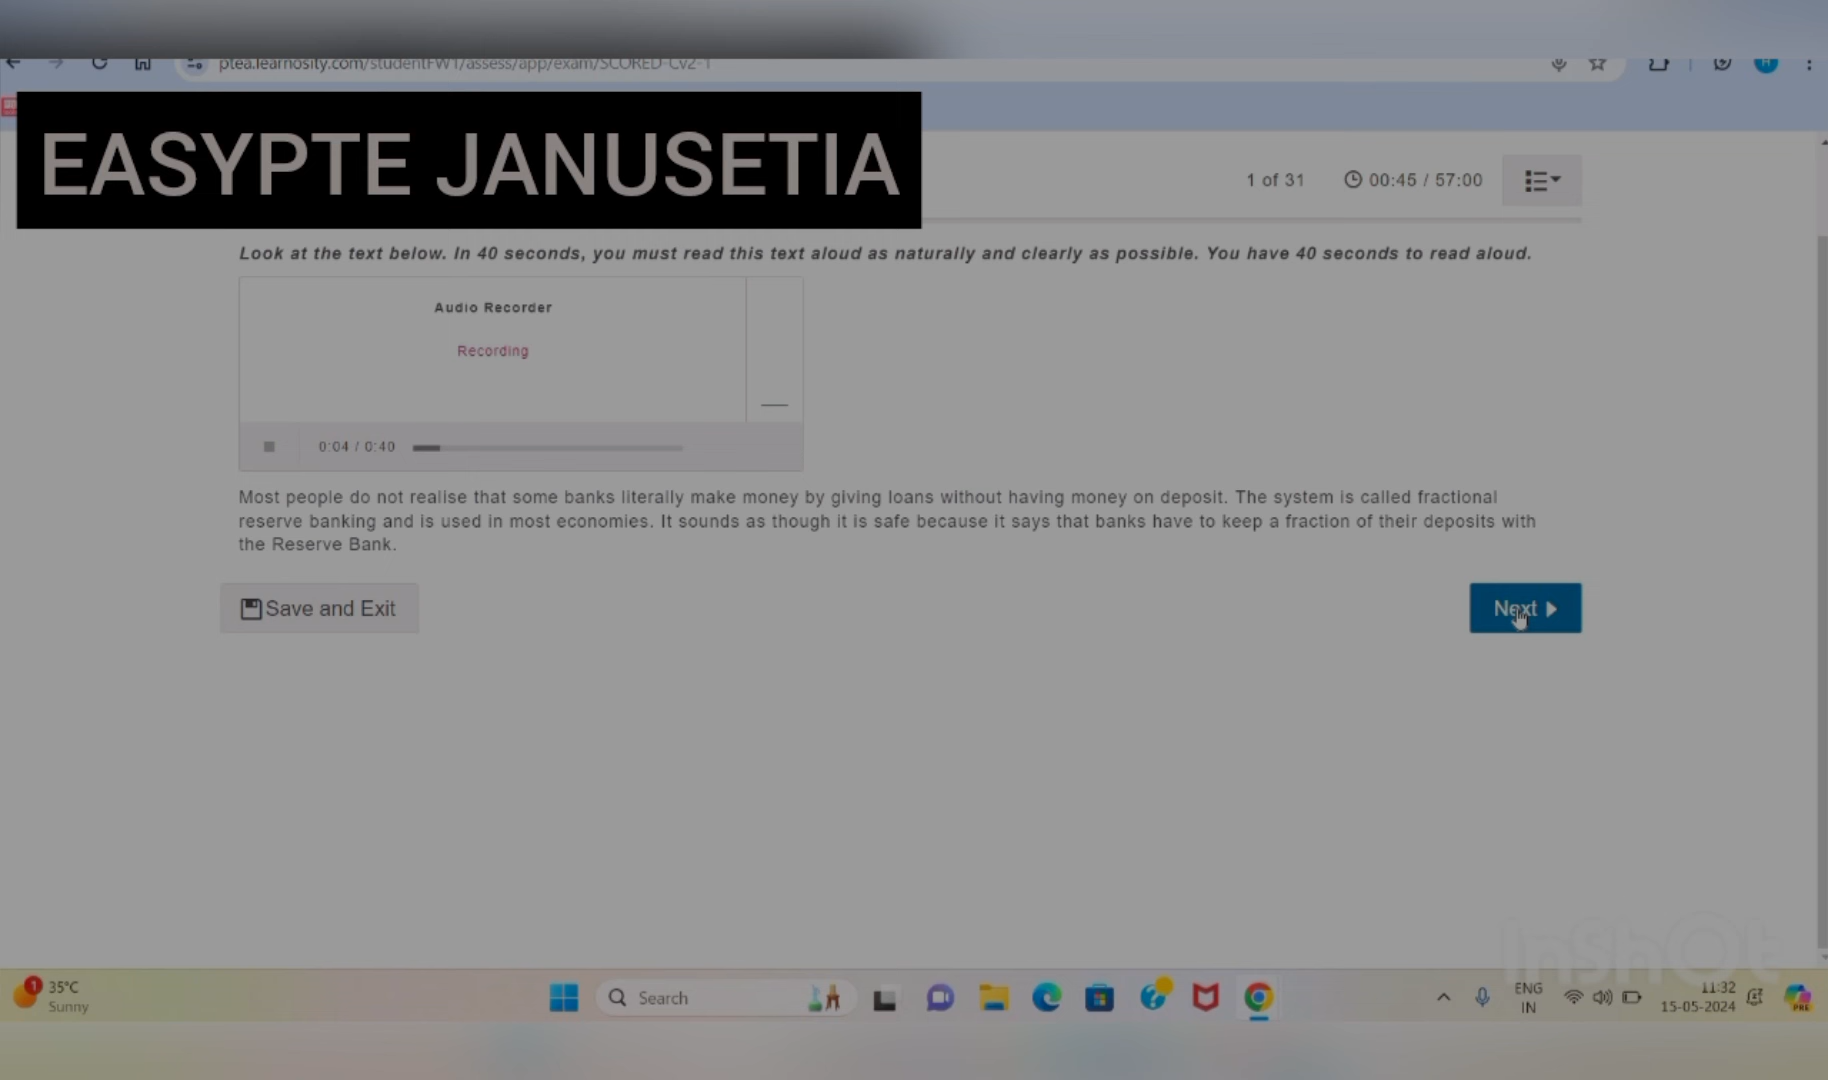 ptea.learnosity.com/studentFW1/assess/app/exam/SCORED-Cv2-1
H
EASYPTE JANUSETIA
1 of 31
00:45 / 57:00
Look at the text below. In 40 seconds, you must read this text aloud as naturally and clearly as possible. You have 40 seconds to read aloud.
Audio Recorder
Recording
0:04 / 0:40
Most people do not realise that some banks literally make money by giving loans without having money on deposit. The system is called fractional
reserve banking and is used in most economies. It sounds as though it is safe because it says that banks have to keep a fraction of their deposits with
the Reserve Bank.
Save and Exit
Next
InShOt
1
35°C
Sunny
Search
ENG
IN
11:32
15-05-2024
PRE